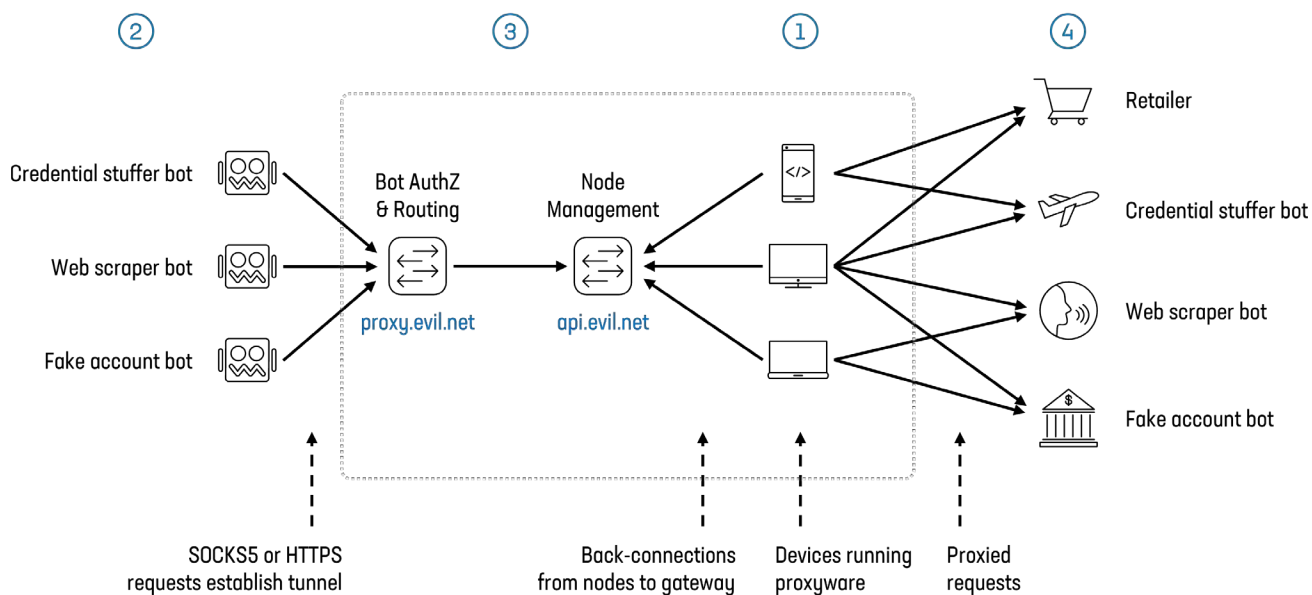 2
3
1
4
Retailer
Credential stuffer bot
Bot AuthZ
& Routing
Node
Management
</>
Credential stuffer bot
Web scraper bot
proxy.evil.net
api.evil.net
Web scraper bot
Fake account bot
$
Fake account bot
SOCKS5 or HTTPS
requests establish tunnel
Back-connections
from nodes to gateway
Devices running
proxyware
Proxied
requests